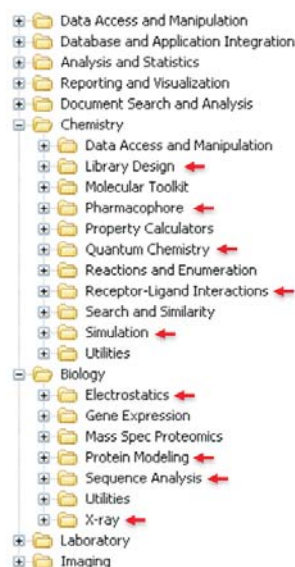 Data Access and Manipulation
Database and Application Integration
Analysis and Statistics
Reporting and Visualization
Document Search and Analysis
Chemistry
Data Access and Manipulation
Library Design
Molecular Toolkit
Pharmacophore
Property Calculators
Quantum Chemistry
Reactions and Enumeration
Receptor-Ligand Interactions
Search and Similarity
Simulation
Utilities
Biology
Electrostatics
Gene Expression
Mass Spec Proteomics
Protein Modeling
Sequence Analysis
Utilities
X-ray
Laboratory
Imaging